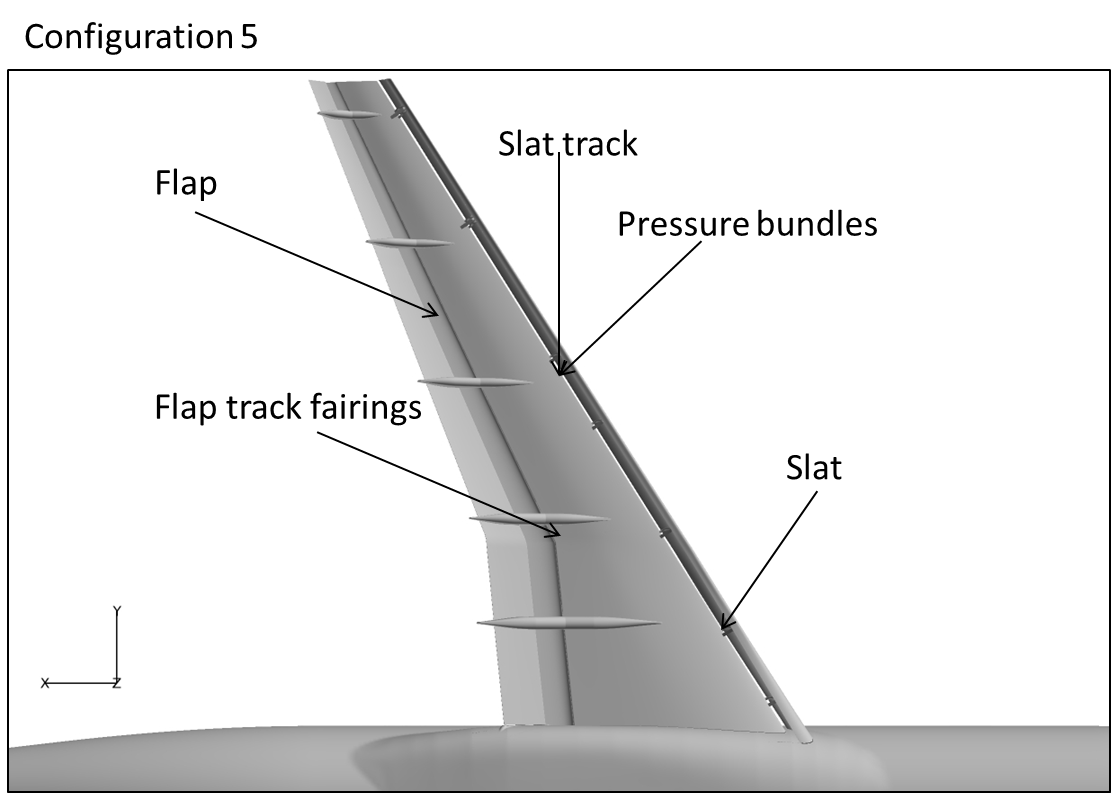 Configuration 5
Slat track
Flap
Pressure bundles
Flap track fairings
Slat
Y
X
Z